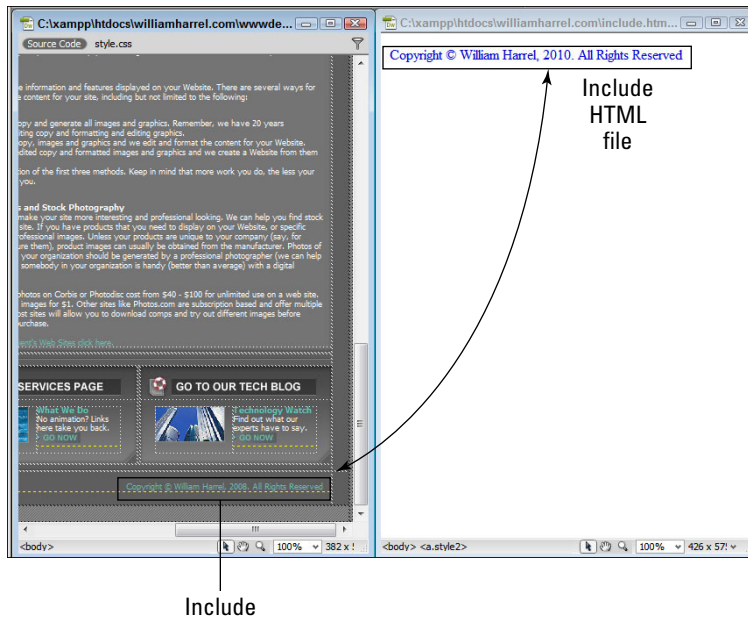 C:\xampp\htdocs\williamharrel.com\wwwde...
Source Code style.css
e information and features displayed on your Website. There are several ways for
e content for your site, including but not limited to the following:
opy and generate all images and graphics. Remember, we have 20 years
iting copy and formatting and editing graphics.
opy, images and graphics and we edit and format the content for your Website.
dited copy and formatted images and graphics and we create a Website from them
ion of the first three methods. Keep in mind that more work you do, the less your
you.
s and Stock Photography
make your site more interesting and professional looking. We can help you find stock
site. If you have products that you need to display on your Website, or specific
rofessional images. Unless your products are unique to your company (say, for
ure them), product images can usually be obtained from the manufacturer. Photos of
your organization should be generated by a professional photographer (we can help
somebody in your organization is handy (better than average) with a digital
photos on Corbis or Photodisc cost from $40 - $100 for unlimited use on a web site.
images for $1. Other sites like Photos.com are subscription based and offer multiple
ost sites will allow you to download comps and try out different images before
urchase.
ent's Web Sites click here.
SERVICES PAGE
What We Do
No animation? Links
here take you back.
> GO NOW
GO TO OUR TECH BLOG
Technology Watch
Find out what our
experts have to say.
> GO NOW
Copyright © William Harrel, 2008. All Rights Reserved
<body> 100% 382 x
C:\xampp\htdocs\williamharrel.com\include.htm...
Copyright © William Harrel, 2010. All Rights Reserved
Include
HTML
file
<body> <a.style2> 100% 426 x 57
Include